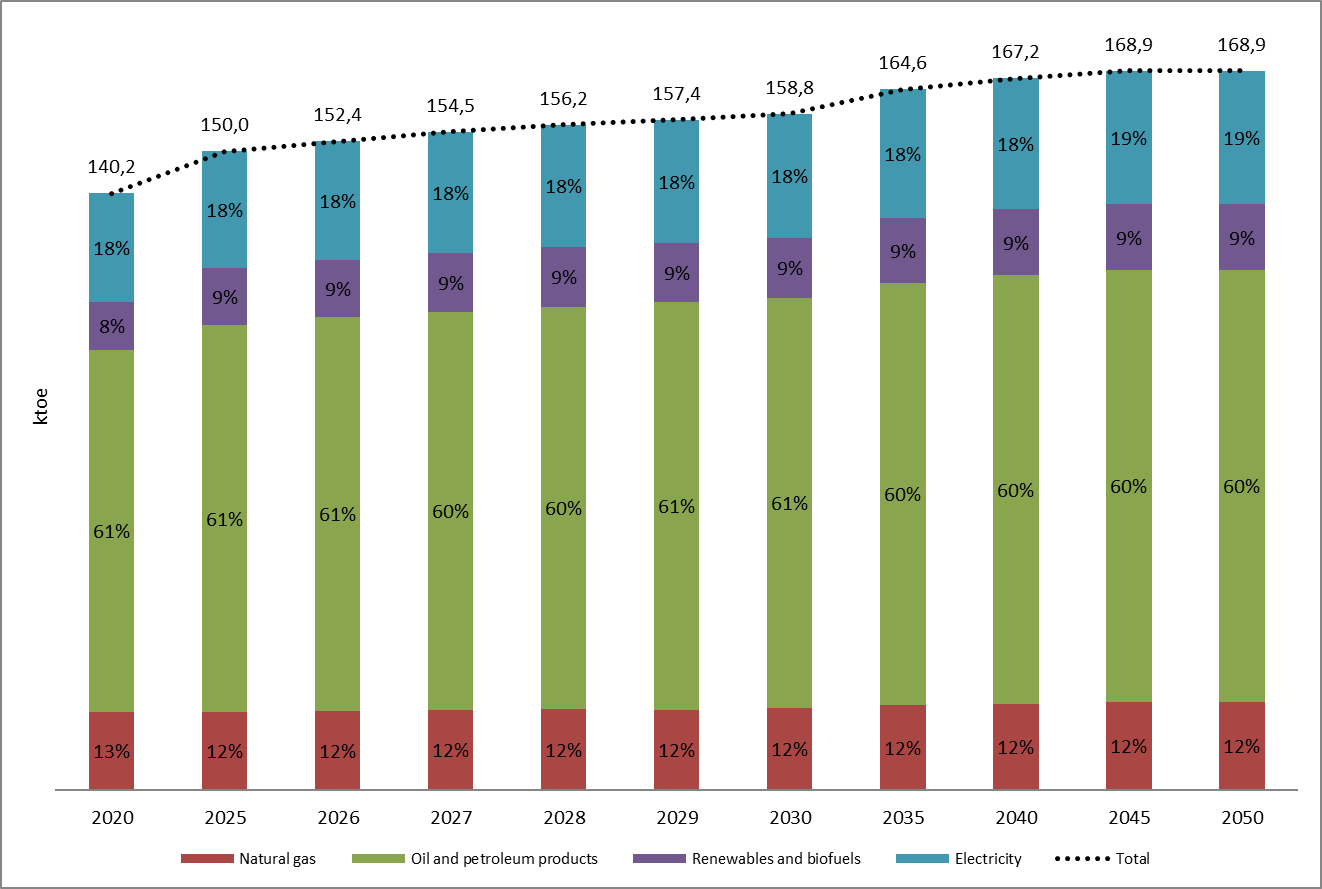 168,9 168,9
167,2
164,6
158,8
157,4
156,2
154,5
152,4
150,0
140,2
18% 18% 18% 18% 18% 18% 18% 18% 18% 19% 19%
8% 9% 9% 9% 9% 9% 9% 9% 9% 9% 9%
61% 61% 61% 60% 60% 61% 61% 60% 60% 60% 60%
13% 12% 12% 12% 12% 12% 12% 12% 12% 12% 12%
ktoe
2020 2025 2026 2027 2028 2029 2030 2035 2040 2045 2050
Natural gas Oil and petroleum products Renewables and biofuels Electricity Total